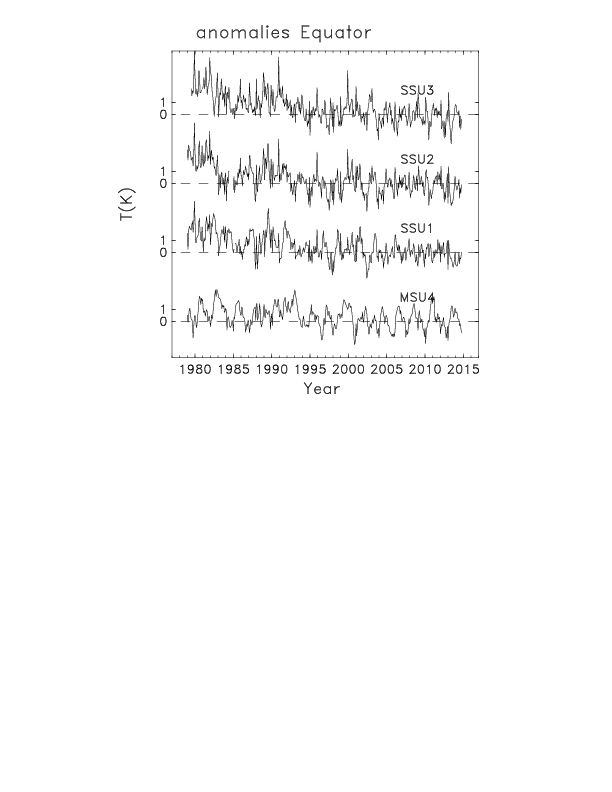 anomalies Equator
SSU3
1
0
SSU2
1
0
T(K)
SSU1
1
0
MSU4
1
0
1980 1985 1990 1995 2000 2005 2010 2015
Year